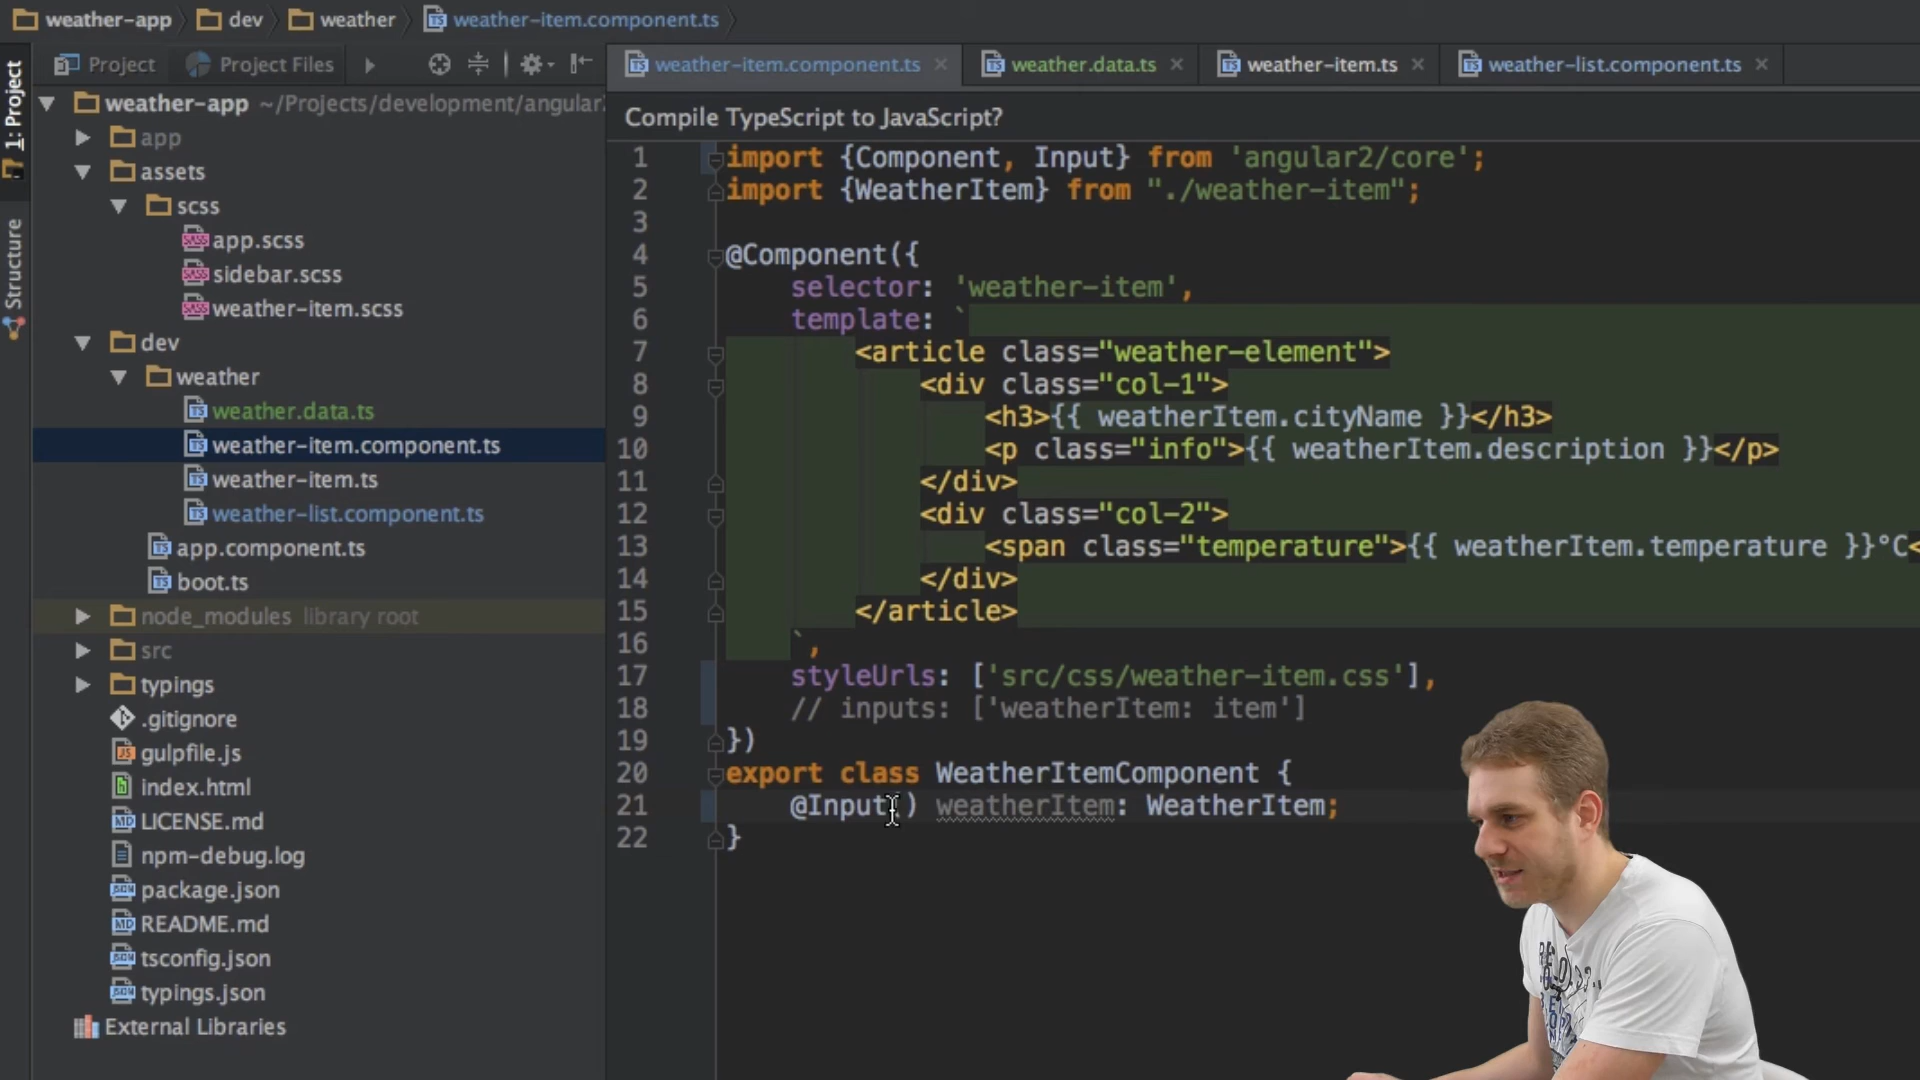 weather-app dev weather weather-item.component.ts
1: Project
Structure
Project Project Files
weather-app ~/Projects/development/angular2
app
assets
scss
app.scss
sidebar.scss
weather-item.scss
dev
weather
weather.data.ts
weather-item.component.ts
weather-item.ts
weather-list.component.ts
app.component.ts
boot.ts
node_modules library root
src
typings
.gitignore
gulpfile.js
index.html
LICENSE.md
npm-debug.log
package.json
README.md
tsconfig.json
typings.json
External Libraries
weather-item.component.ts weather.data.ts weather-item.ts weather-list.component.ts
Compile TypeScript to JavaScript?
1 import {Component, Input} from 'angular2/core';
2 import {WeatherItem} from "./weather-item";
3
4 @Component({
5 selector: 'weather-item',
6 template: `
7 <article class="weather-element">
8 <div class="col-1">
9 <h3>{{ weatherItem.cityName }}</h3>
10 <p class="info">{{ weatherItem.description }}</p>
11 </div>
12 <div class="col-2">
13 <span class="temperature">{{ weatherItem.temperature }}°C<
14 </div>
15 </article>
16 `,
17 styleUrls: ['src/css/weather-item.css'],
18 // inputs: ['weatherItem: item']
19 })
20 export class WeatherItemComponent {
21 @Input() weatherItem: WeatherItem;
22 }